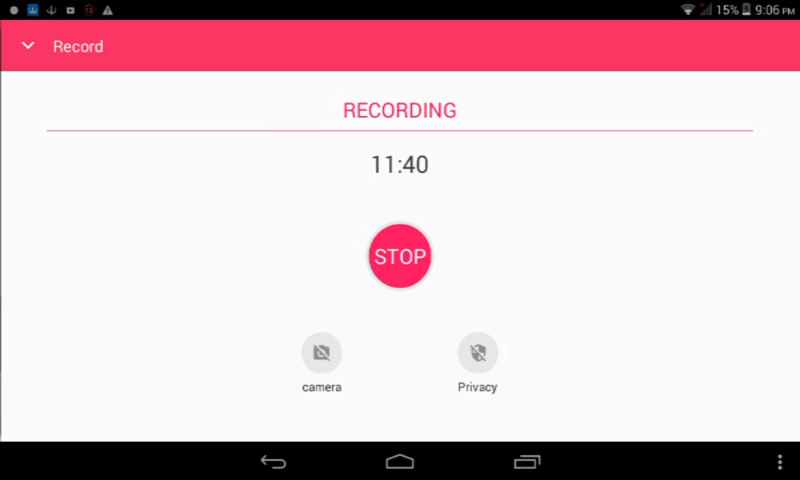 15% 9:06 PM
Record
RECORDING
11:40
STOP
camera Privacy